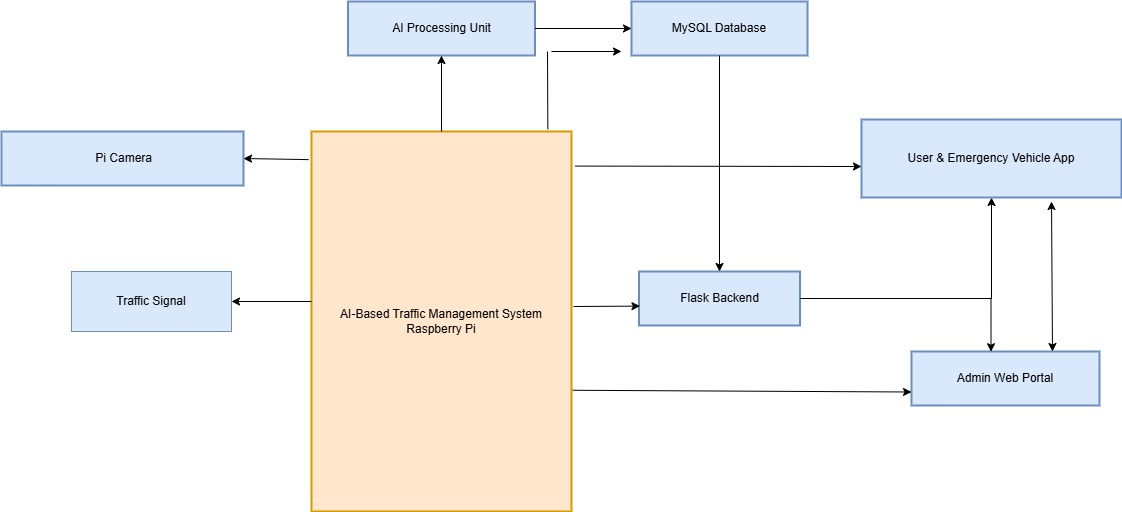 AI Processing Unit
MySQL Database
Pi Camera
User & Emergency Vehicle App
Traffic Signal
Flask Backend
AI-Based Traffic Management System
Raspberry Pi
Admin Web Portal